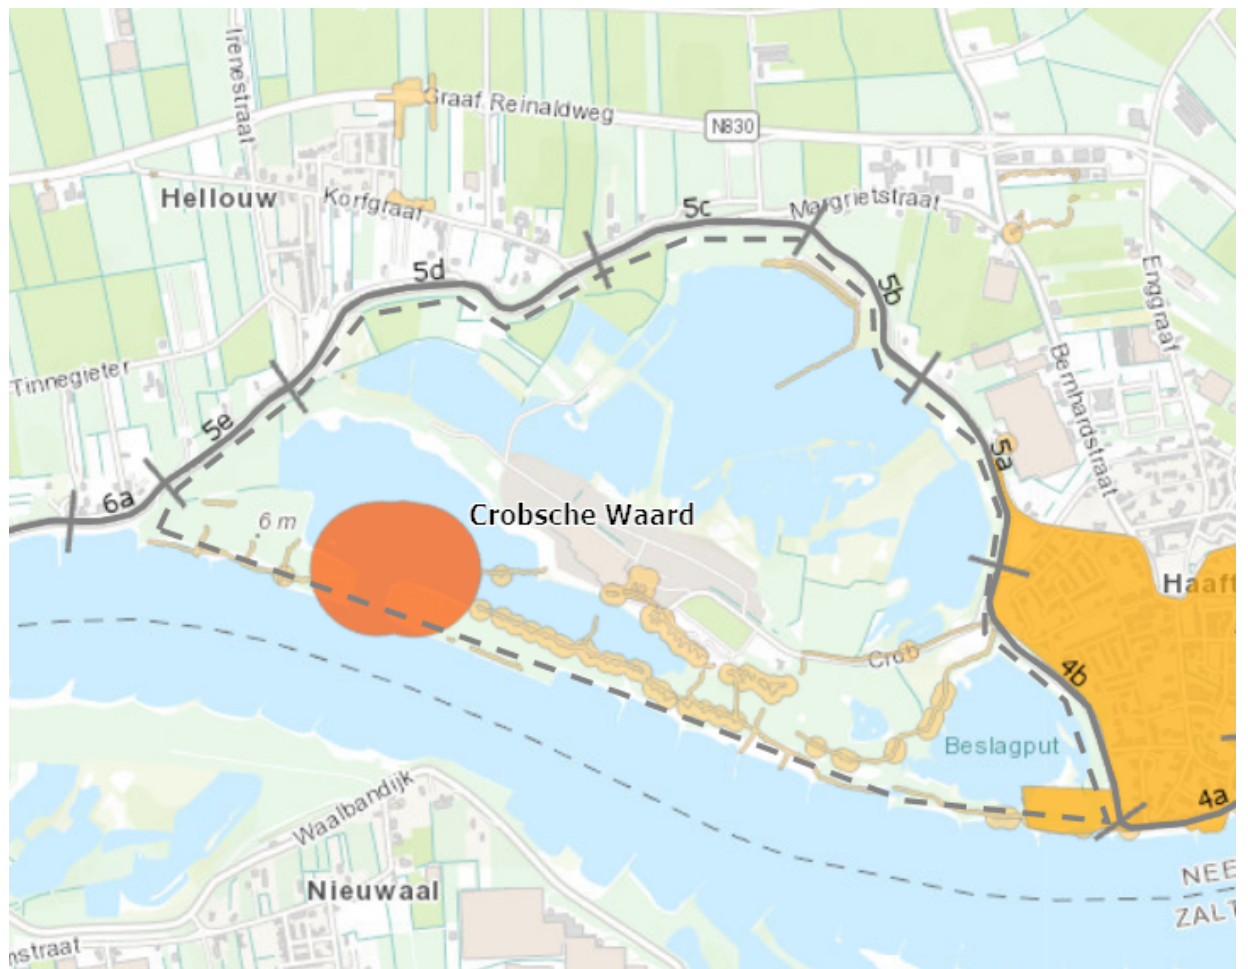 Irenestraat
Graaf Reinaldweg
N830
Hellouw
Korfgraaf
5c
Margrietstraat
5d
5b
Enggraaf
Tinnegieter
Bernhardstraat
5e
5a
6a
6 m
Crobsche Waard
Haaft
Crob
4b
Beslagput
Waalbandijk
4a
NEE
Nieuwaal
ZALT
nstraat